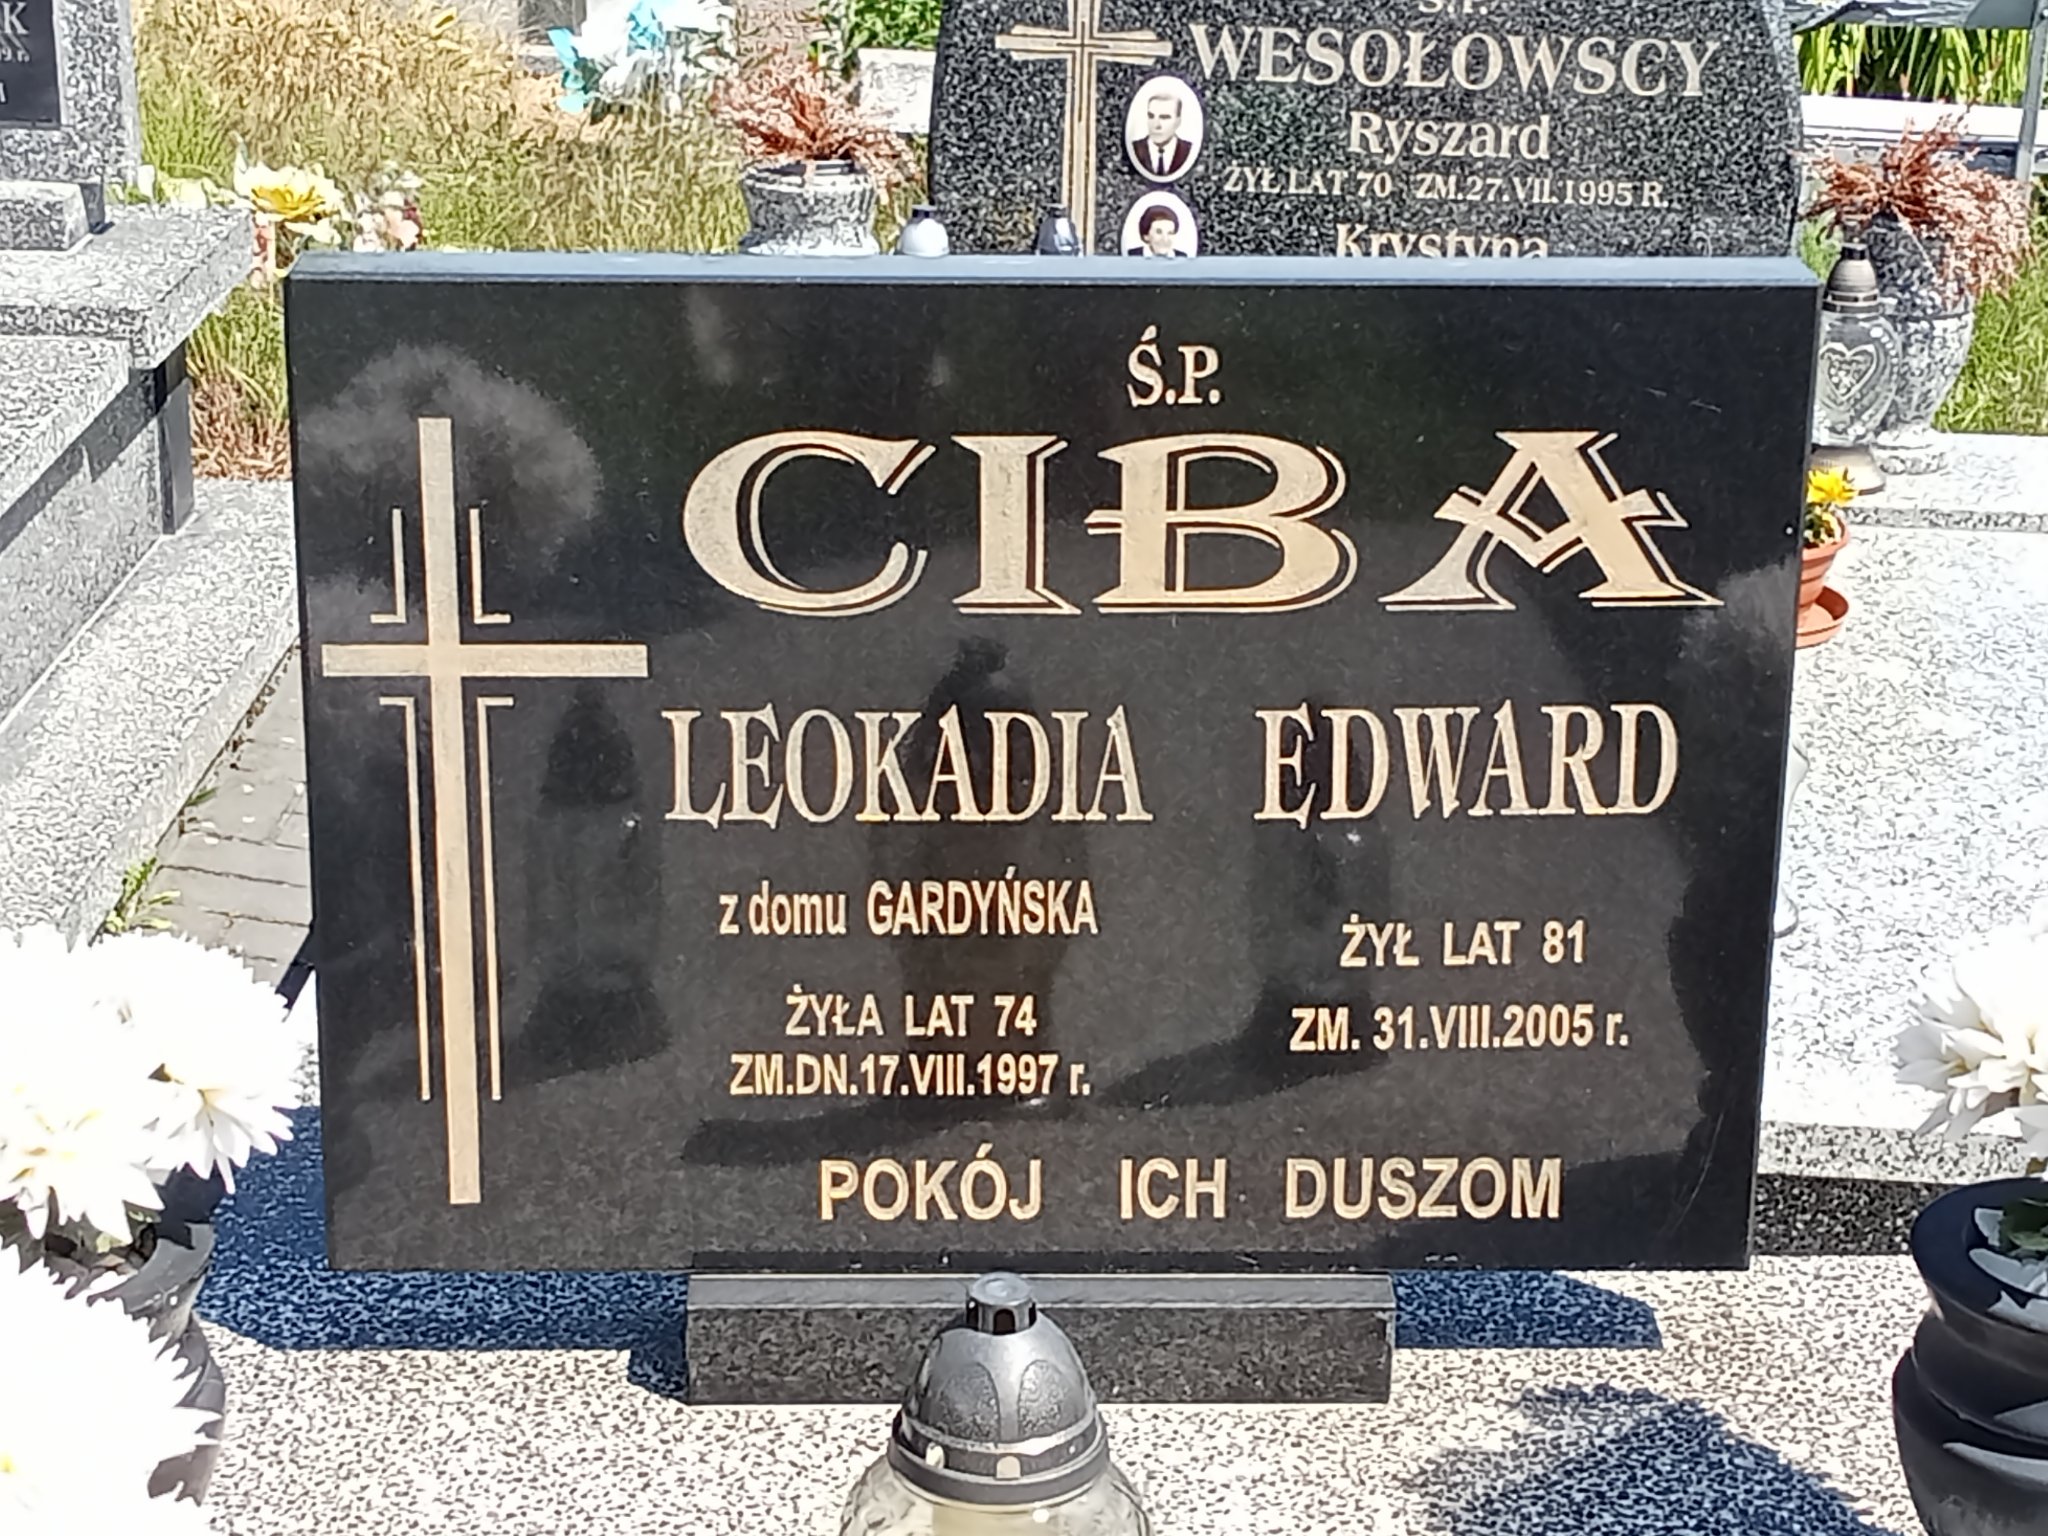 K
WESOŁOWSCY
Ryszard
ŻYŁ LAT 70 ZM.27.VII.1995 R.
Krystyna
Ś.P.
CIBA
LEOKADIA EDWARD
z domu GARDYŃSKA
ŻYŁA LAT 74
ZM.DN.17.VIII.1997 r.
ŻYŁ LAT 81
ZM. 31.VIII.2005 r.
POKÓJ ICH DUSZOM